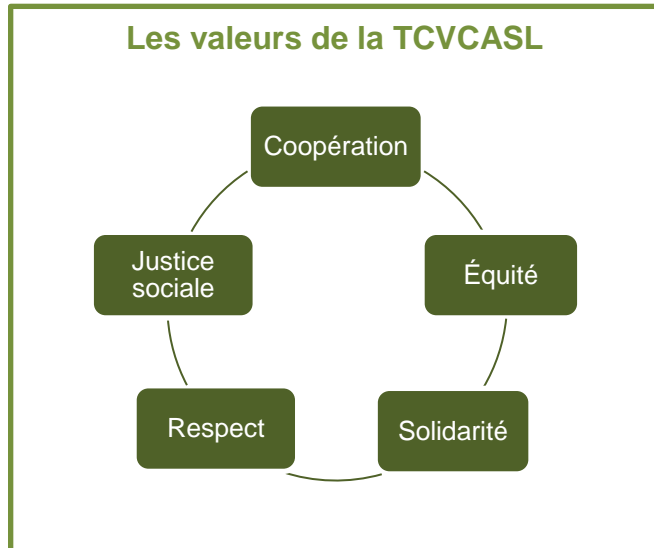 Les valeurs de la TCVCASL
Coopération
Équité
Solidarité
Respect
Justice
sociale